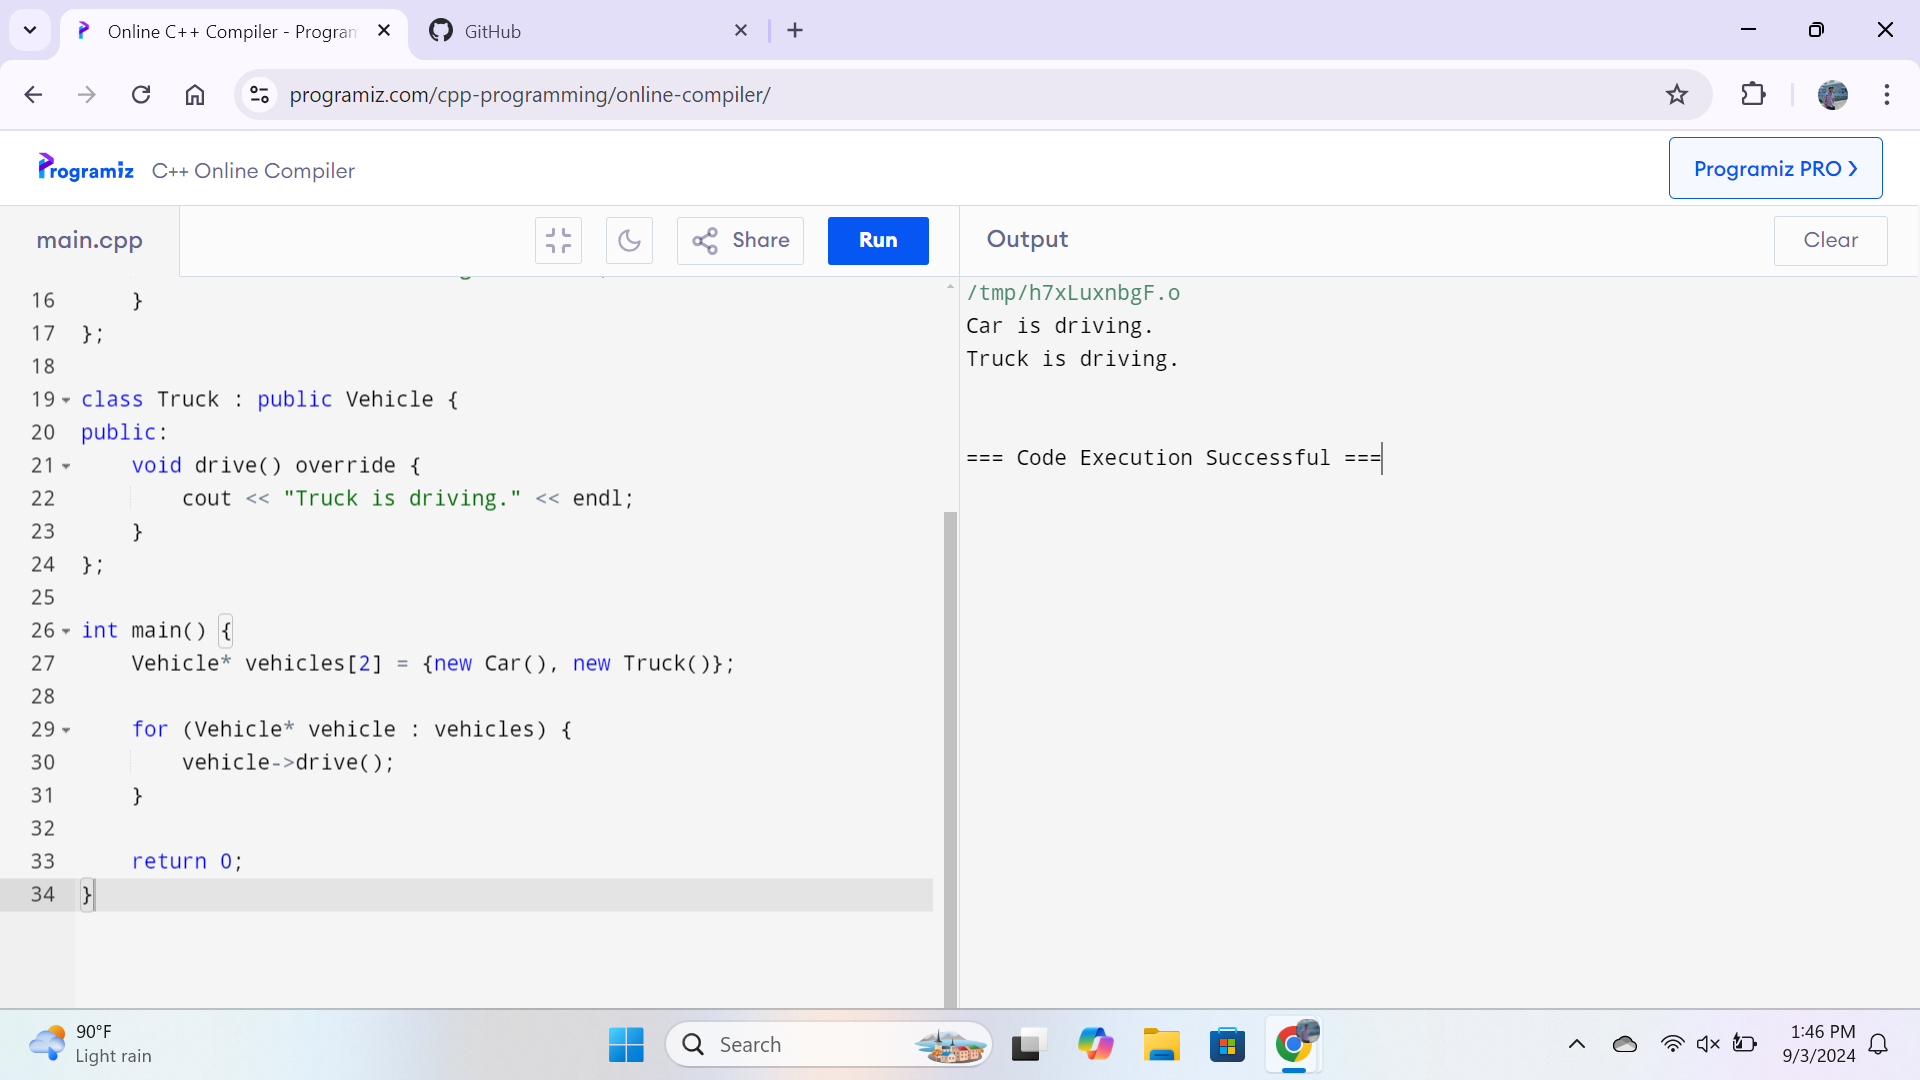 Online C++ Compiler - Program
GitHub
programiz.com/cpp-programming/online-compiler/
Programiz C++ Online Compiler
Programiz PRO
main.cpp
Share
Run
Output
Clear
16 }
17 };
18
19 class Truck : public Vehicle {
20 public:
21 void drive() override {
22 cout << "Truck is driving." << endl;
23 }
24 };
25
26 int main() {
27 Vehicle* vehicles[2] = {new Car(), new Truck()};
28
29 for (Vehicle* vehicle : vehicles) {
30 vehicle->drive();
31 }
32
33 return 0;
34 }
/tmp/h7xLuxnbgF.o
Car is driving.
Truck is driving.
=== Code Execution Successful ===
90°F
Light rain
Search
1:46 PM
9/3/2024